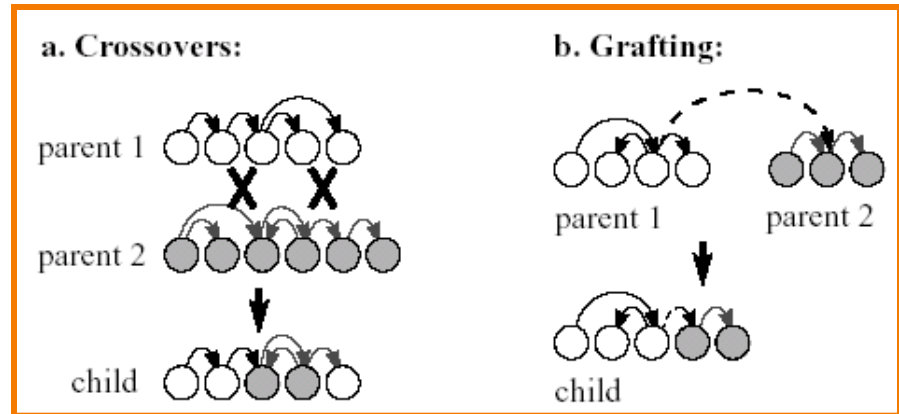 a. Crossovers:
parent 1
parent 2
child
b. Grafting:
parent 1
parent 2
child